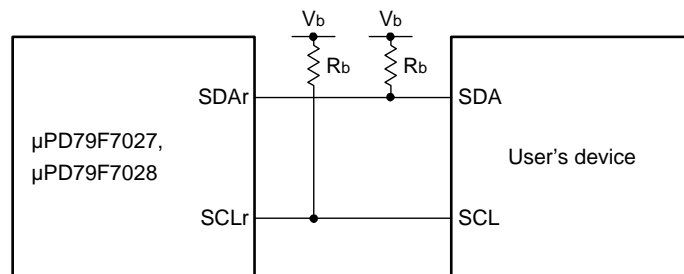 Vb Vb
Rb Rb
SDAr SDA
µPD79F7027,
µPD79F7028
User's device
SCLr SCL